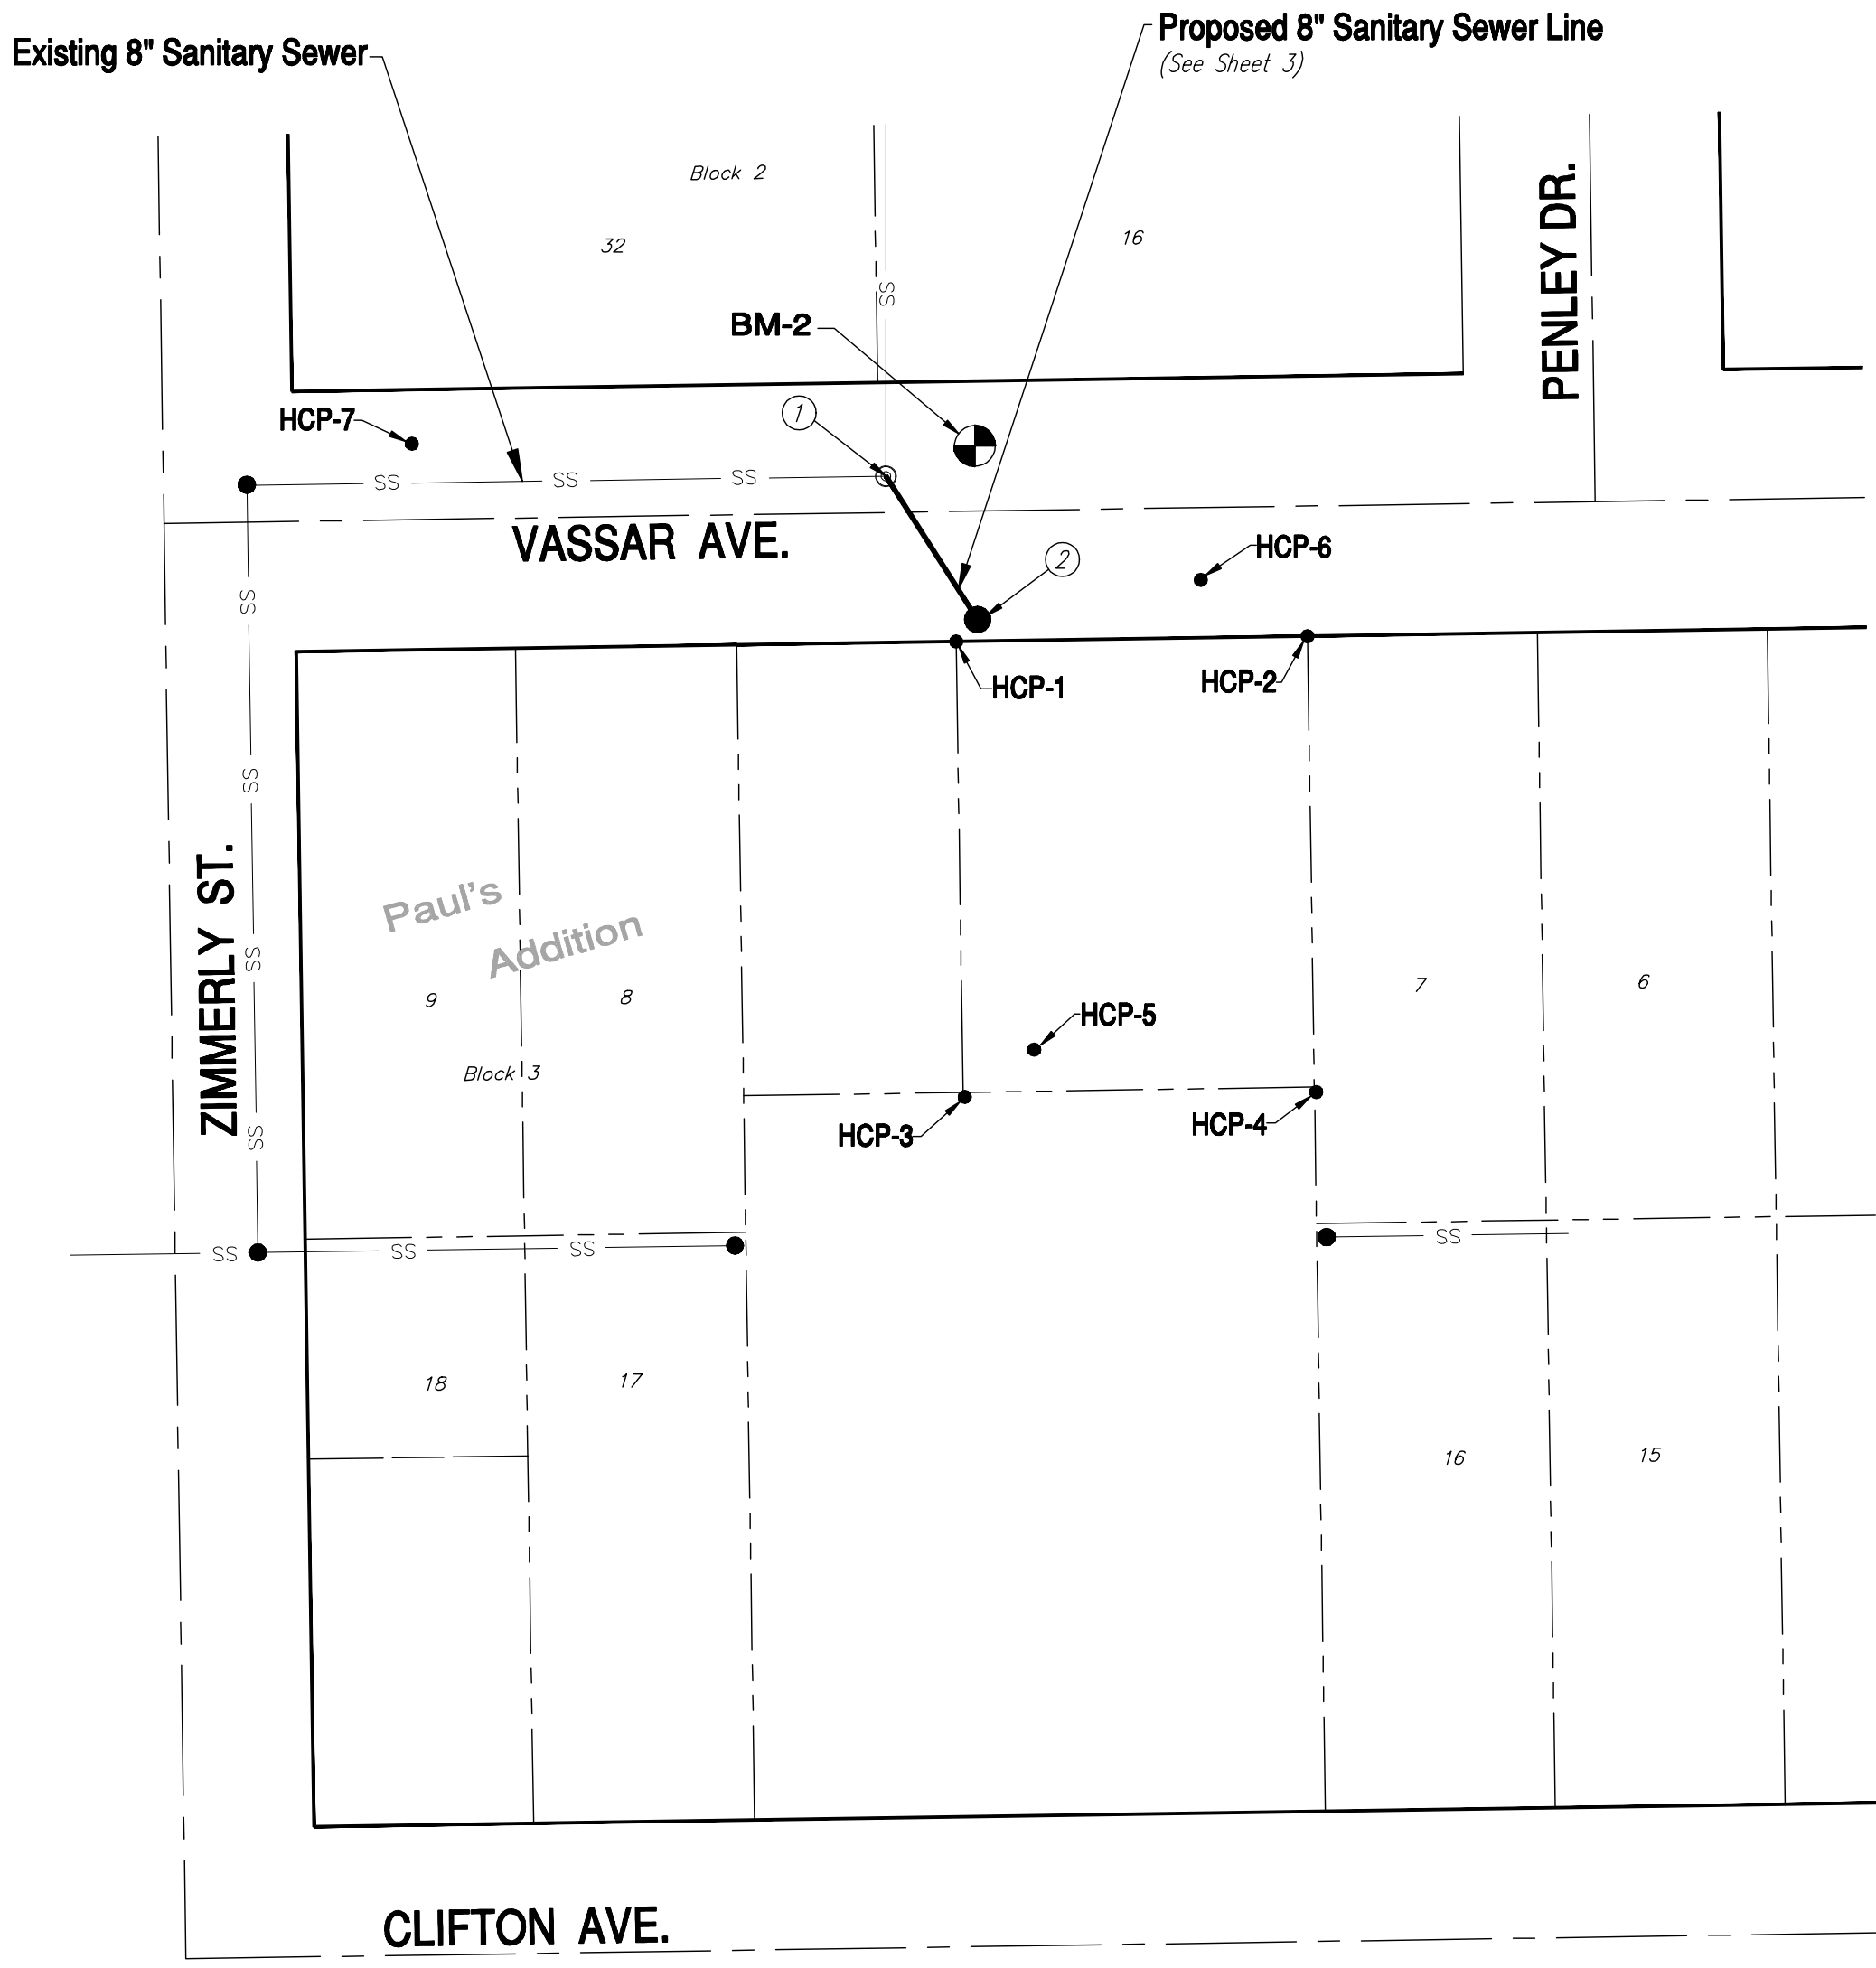 Existing 8" Sanitary Sewer
Proposed 8" Sanitary Sewer Line
(See Sheet 3)
Block 2
32
16
PENLEY DR.
SS
BM-2
HCP-7
1
SS SS SS
VASSAR AVE.
2
HCP-6
SS
HCP-1
HCP-2
SS
ZIMMERLY ST.
Paul's
Addition
9
8
7
6
SS
HCP-5
Block 3
HCP-3
HCP-4
SS
SS SS SS
SS
18
17
16
15
CLIFTON AVE.